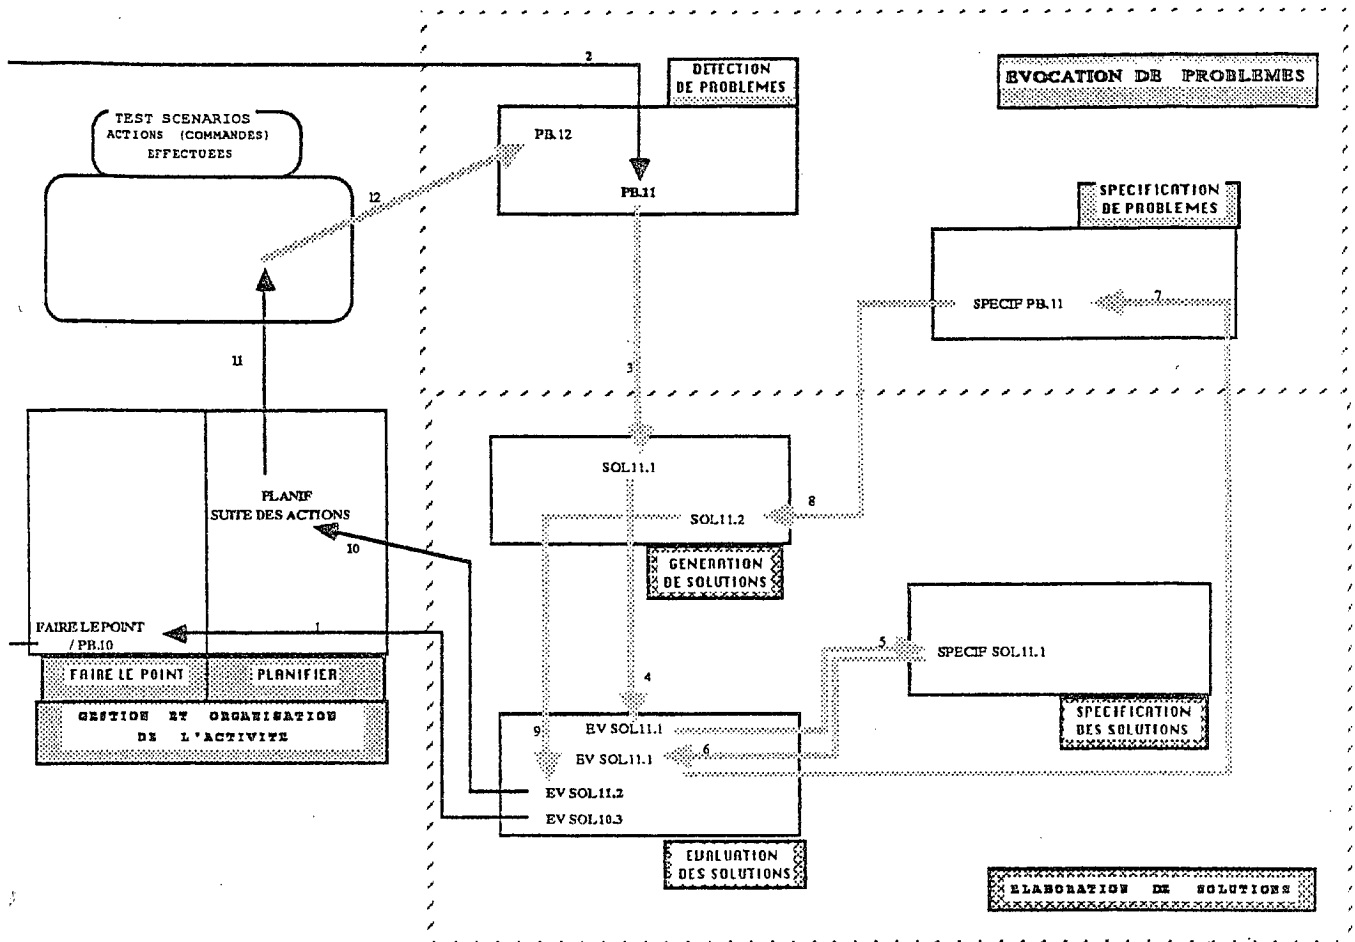 2
DETECTION
DE PROBLEMES
EVOCATION DE PROBLEMES
TEST SCENARIOS
ACTIONS (COMMANDES)
EFFECTUEES
PB.12
12
PB.11
SPECIFICATION
DE PROBLEMES
SPECIF PB.11
7
11
3
SOL11.1
PLANIF
SUITE DES ACTIONS
SOL11.2
8
10
GENERATION
DE SOLUTIONS
FAIRE LE POINT
/ PB.10
1
5
SPECIF SOL11.1
FAIRE LE POINT
PLANIFIER
4
GESTION ET ORGANISATION
DE L'ACTIVITE
SPECIFICATION
DES SOLUTIONS
9
EV SOL11.1
6
EV SOL11.1
EV SOL11.2
EV SOL10.3
EVALUATION
DES SOLUTIONS
ELABORATION DE SOLUTIONS